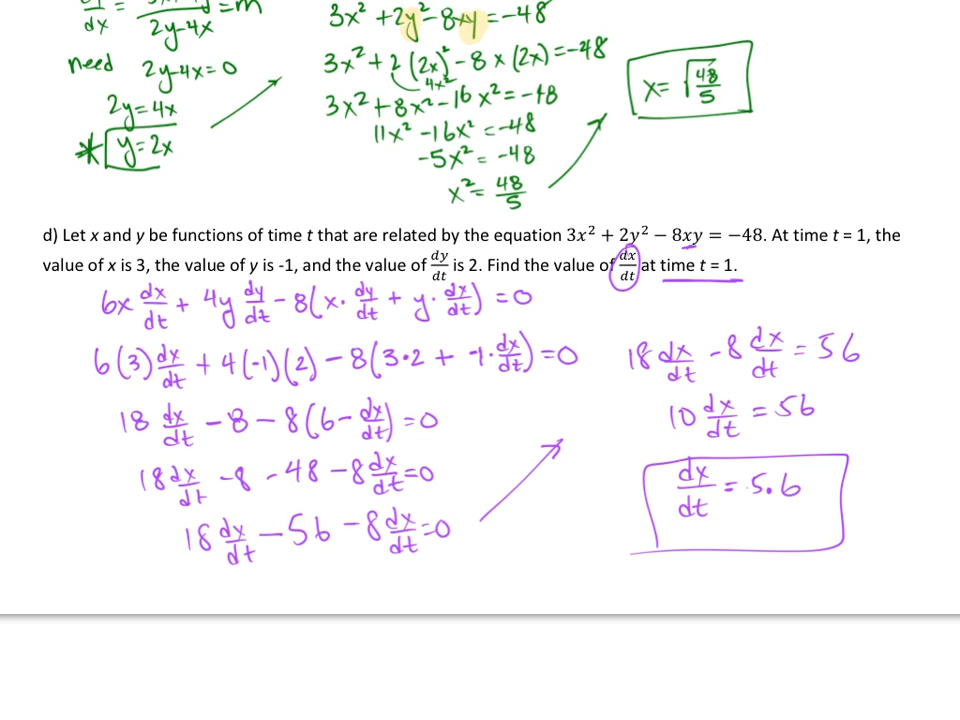 dx = 2y-4x = m
need 2y-4x=0
2y=4x
* y=2x
3x² + 2y² - 8xy = -48
3x² + 2(2x)² - 8x(2x) = -48
4x²
3x² + 8x² - 16x² = -48
11x² - 16x² = -48
-5x² = -48
x² = 48/5
x = √48/5
d) Let x and y be functions of time t that are related by the equation 3x² + 2y² − 8xy = −48. At time t = 1, the
value of x is 3, the value of y is -1, and the value of dy/dt is 2. Find the value of dx/dt at time t = 1.
6x dx/dt + 4y dy/dt - 8(x· dy/dt + y· dx/dt) = 0
6(3) dx/dt + 4(-1)(2) - 8(3·2 + -1· dx/dt) = 0
18 dx/dt - 8 - 8(6 - dx/dt) = 0
18 dx/dt - 8 - 48 - 8 dx/dt = 0
18 dx/dt - 56 - 8 dx/dt = 0
18 dx/dt - 8 dx/dt = 56
10 dx/dt = 56
dx/dt = 5.6